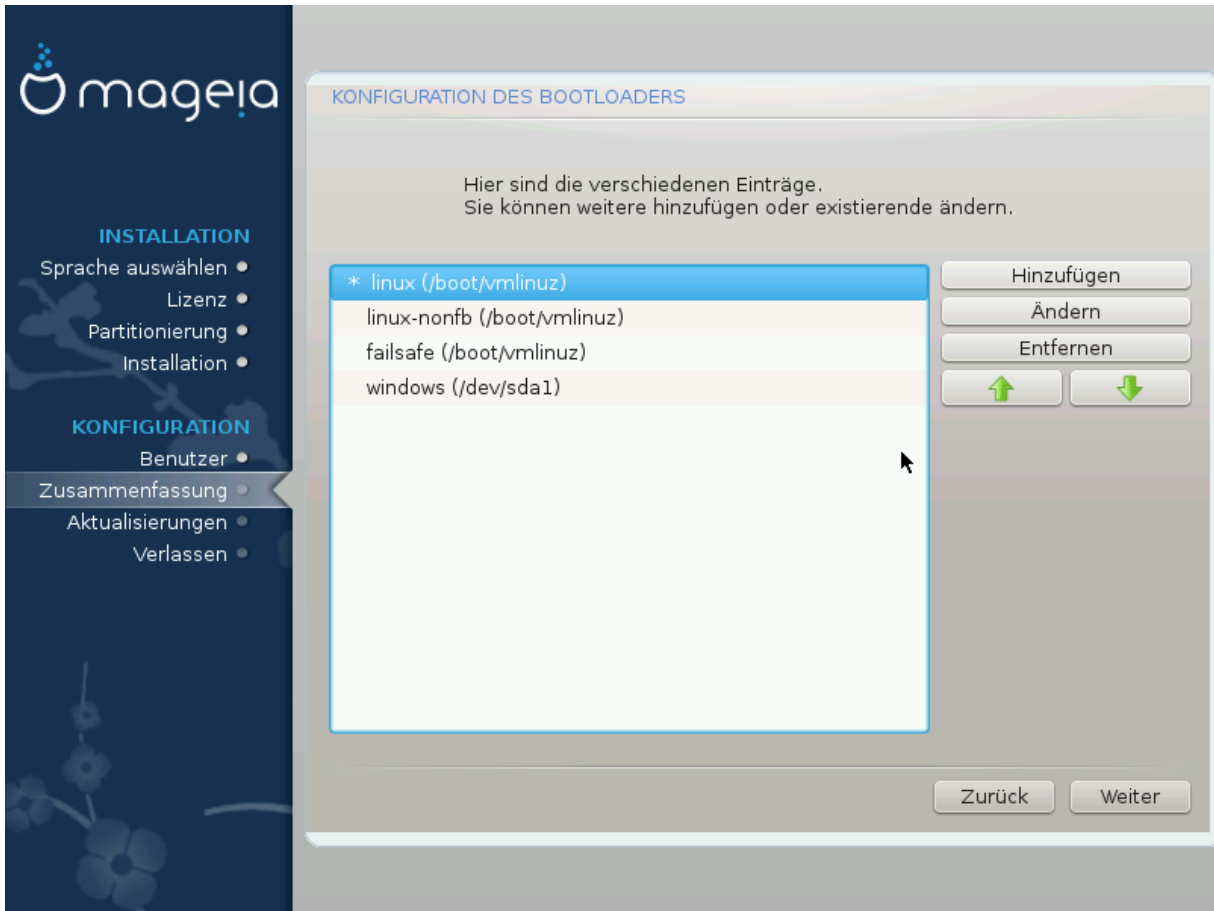 mageia
INSTALLATION
Sprache auswählen
Lizenz
Partitionierung
Installation
KONFIGURATION
Benutzer
Zusammenfassung
Aktualisierungen
Verlassen
KONFIGURATION DES BOOTLOADERS
Hier sind die verschiedenen Einträge.
Sie können weitere hinzufügen oder existierende ändern.
* linux (/boot/vmlinuz)
linux-nonfb (/boot/vmlinuz)
failsafe (/boot/vmlinuz)
windows (/dev/sda1)
Hinzufügen
Ändern
Entfernen
Zurück
Weiter